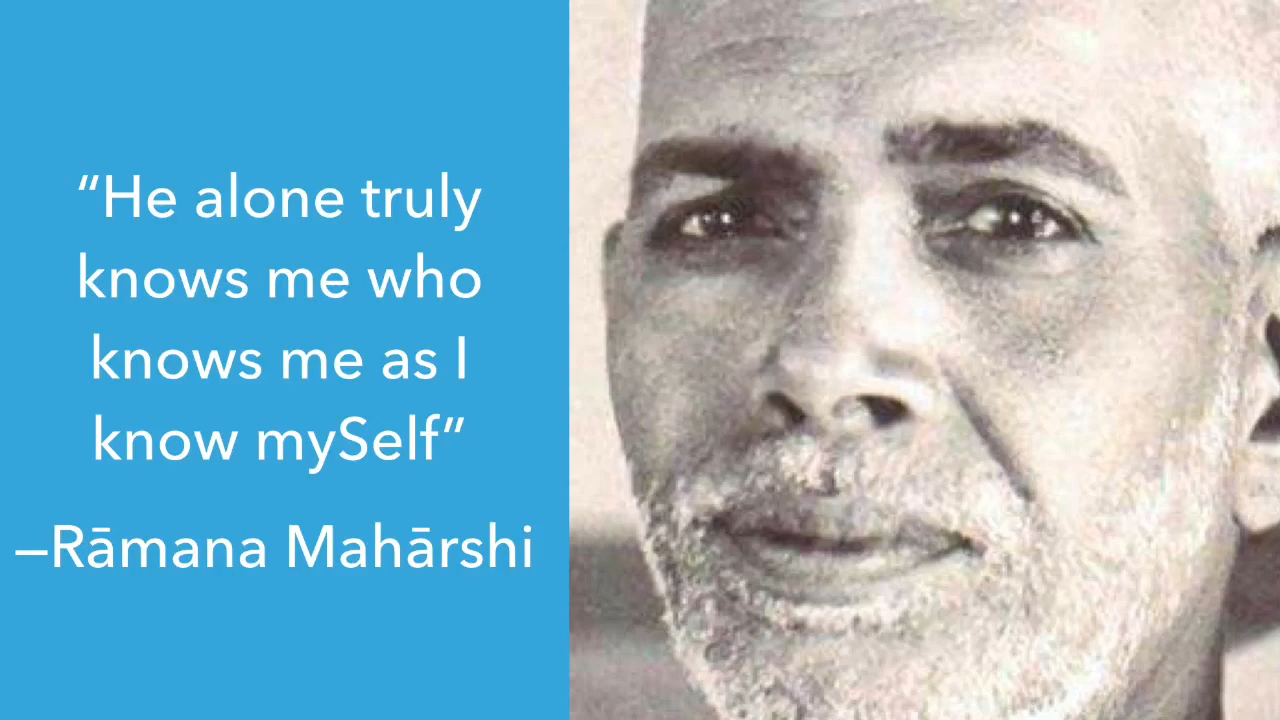 “He alone truly
knows me who
knows me as I
know mySelf”
—Rāmana Mahārshi